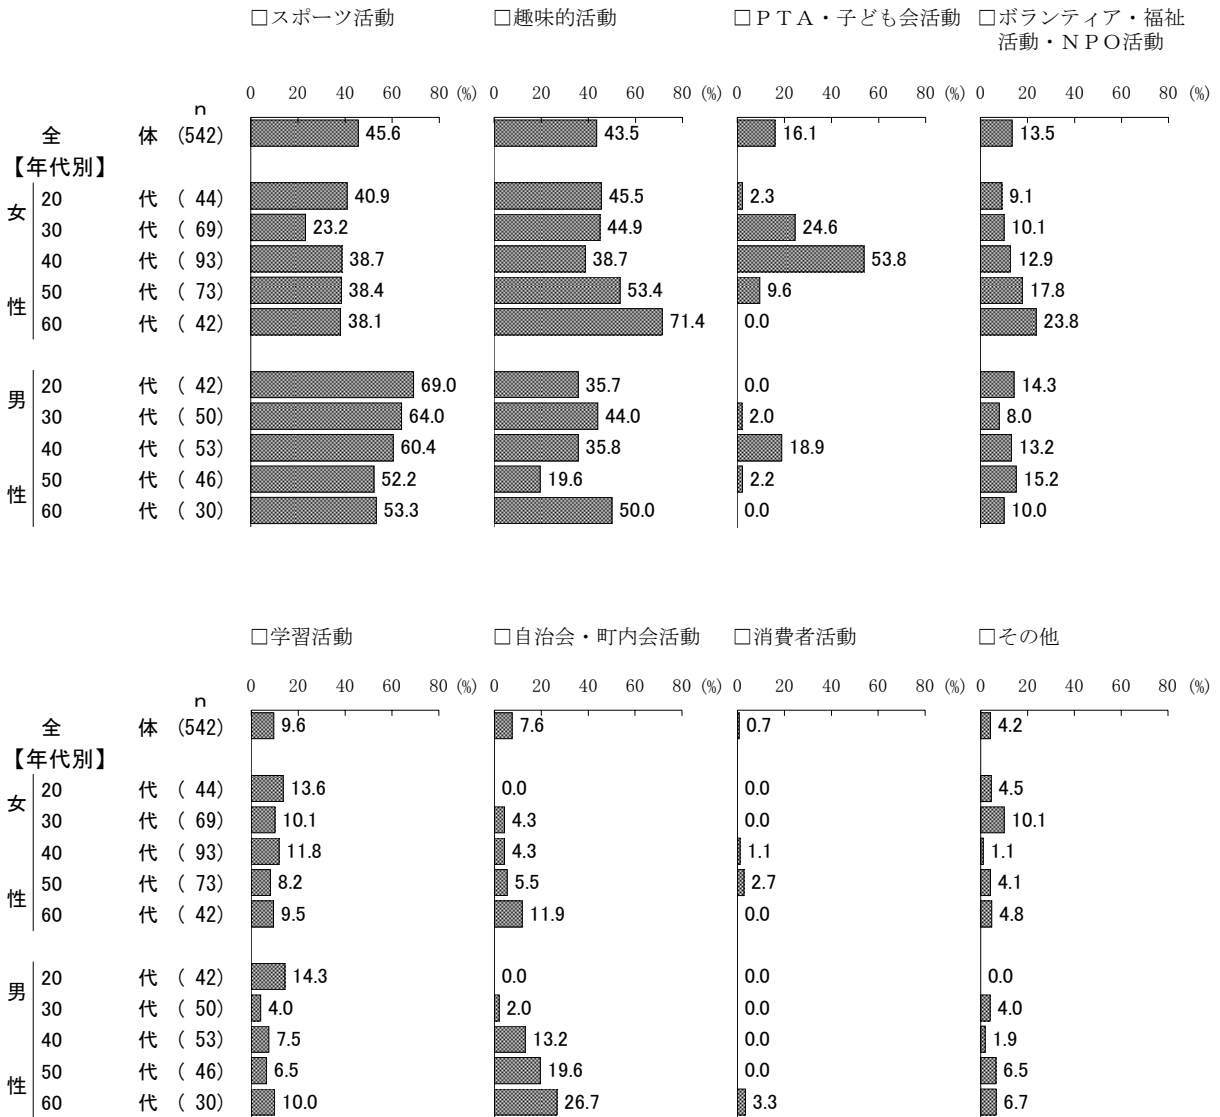 □スポーツ活動 □趣味的活動 □ＰＴＡ・子ども会活動 □ボランティア・福祉
活動・ＮＰＯ活動
0 20 40 60 80 (%) 0 20 40 60 80 (%) 0 20 40 60 80 (%) 0 20 40 60 80 (%)
n
全 体 (542) 45.6 43.5 16.1 13.5
【年代別】
女性
20 代 ( 44) 40.9 45.5 2.3 9.1
30 代 ( 69) 23.2 44.9 24.6 10.1
40 代 ( 93) 38.7 38.7 53.8 12.9
50 代 ( 73) 38.4 53.4 9.6 17.8
60 代 ( 42) 38.1 71.4 0.0 23.8
男性
20 代 ( 42) 69.0 35.7 0.0 14.3
30 代 ( 50) 64.0 44.0 2.0 8.0
40 代 ( 53) 60.4 35.8 18.9 13.2
50 代 ( 46) 52.2 19.6 2.2 15.2
60 代 ( 30) 53.3 50.0 0.0 10.0
□学習活動 □自治会・町内会活動 □消費者活動 □その他
0 20 40 60 80 (%) 0 20 40 60 80 (%) 0 20 40 60 80 (%) 0 20 40 60 80 (%)
n
全 体 (542) 9.6 7.6 0.7 4.2
【年代別】
女性
20 代 ( 44) 13.6 0.0 0.0 4.5
30 代 ( 69) 10.1 4.3 0.0 10.1
40 代 ( 93) 11.8 4.3 1.1 1.1
50 代 ( 73) 8.2 5.5 2.7 4.1
60 代 ( 42) 9.5 11.9 0.0 4.8
男性
20 代 ( 42) 14.3 0.0 0.0 0.0
30 代 ( 50) 4.0 2.0 0.0 4.0
40 代 ( 53) 7.5 13.2 0.0 1.9
50 代 ( 46) 6.5 19.6 0.0 6.5
60 代 ( 30) 10.0 26.7 3.3 6.7